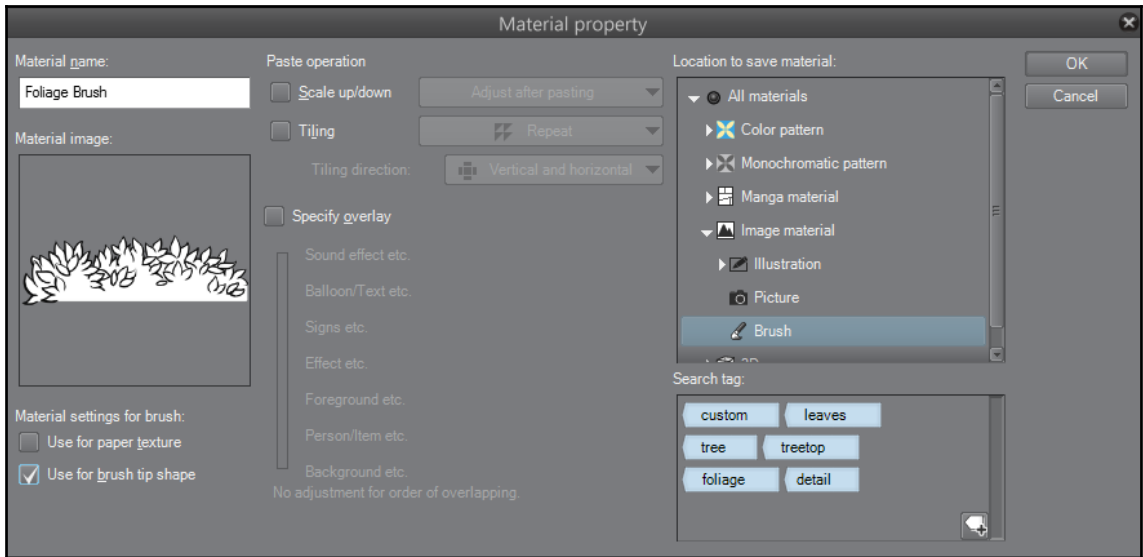 Material property
Material name:
Foliage Brush
Material image:
Material settings for brush:
Use for paper texture
Use for brush tip shape
Paste operation
Scale up/down
Adjust after pasting
Tiling
Repeat
Tiling direction:
Vertical and horizontal
Specify overlay
Sound effect etc.
Balloon/Text etc.
Signs etc.
Effect etc.
Foreground etc.
Person/Item etc.
Background etc.
No adjustment for order of overlapping.
Location to save material:
All materials
Color pattern
Monochromatic pattern
Manga material
Image material
Illustration
Picture
Brush
3D
Search tag:
custom leaves
tree treetop
foliage detail
OK
Cancel